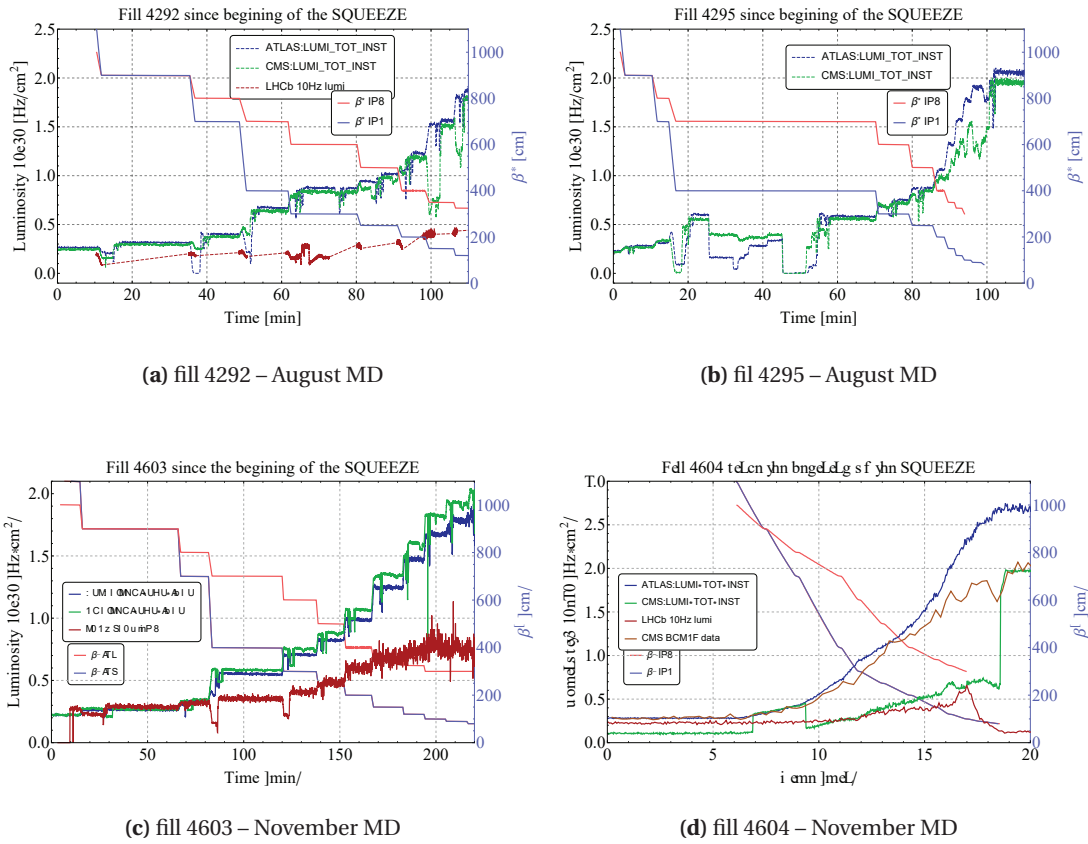 Fill 4292 since begining of the SQUEEZE
ATLAS:LUMI_TOT_INST
CMS:LUMI_TOT_INST
LHCb 10Hz lumi
β* IP8
β* IP1
Luminosity 10e30 [Hz/cm²]
2.5
2.0
1.5
1.0
0.5
0.0
0 20 40 60 80 100
Time [min]
1000
800
600
400
200
0
β* [cm]
(a) fill 4292 – August MD
Fill 4295 since begining of the SQUEEZE
ATLAS:LUMI_TOT_INST
CMS:LUMI_TOT_INST
β* IP8
β* IP1
Luminosity 10e30 [Hz/cm²]
2.5
2.0
1.5
1.0
0.5
0.0
0 20 40 60 80 100
Time [min]
1000
800
600
400
200
0
β* [cm]
(b) fil 4295 – August MD
Fill 4603 since the begining of the SQUEEZE
Luminosity 10e30 ]Hz*cm²/
2.0
1.5
1.0
0.5
0.0
0 50 100 150 200
Time ]min/
1000
800
600
400
200
0
(c) fill 4603 – November MD
Fill 4604 SQUEEZE
ATLAS:LUMI*TOT*INST
CMS:LUMI*TOT*INST
LHCb 10Hz lumi
CMS BCM1F data
β- IP8
β- IP1
T.0
2.5
2.0
1.5
1.0
0.5
0.0
0 5 10 15 20
1000
800
600
400
200
0
(d) fill 4604 – November MD